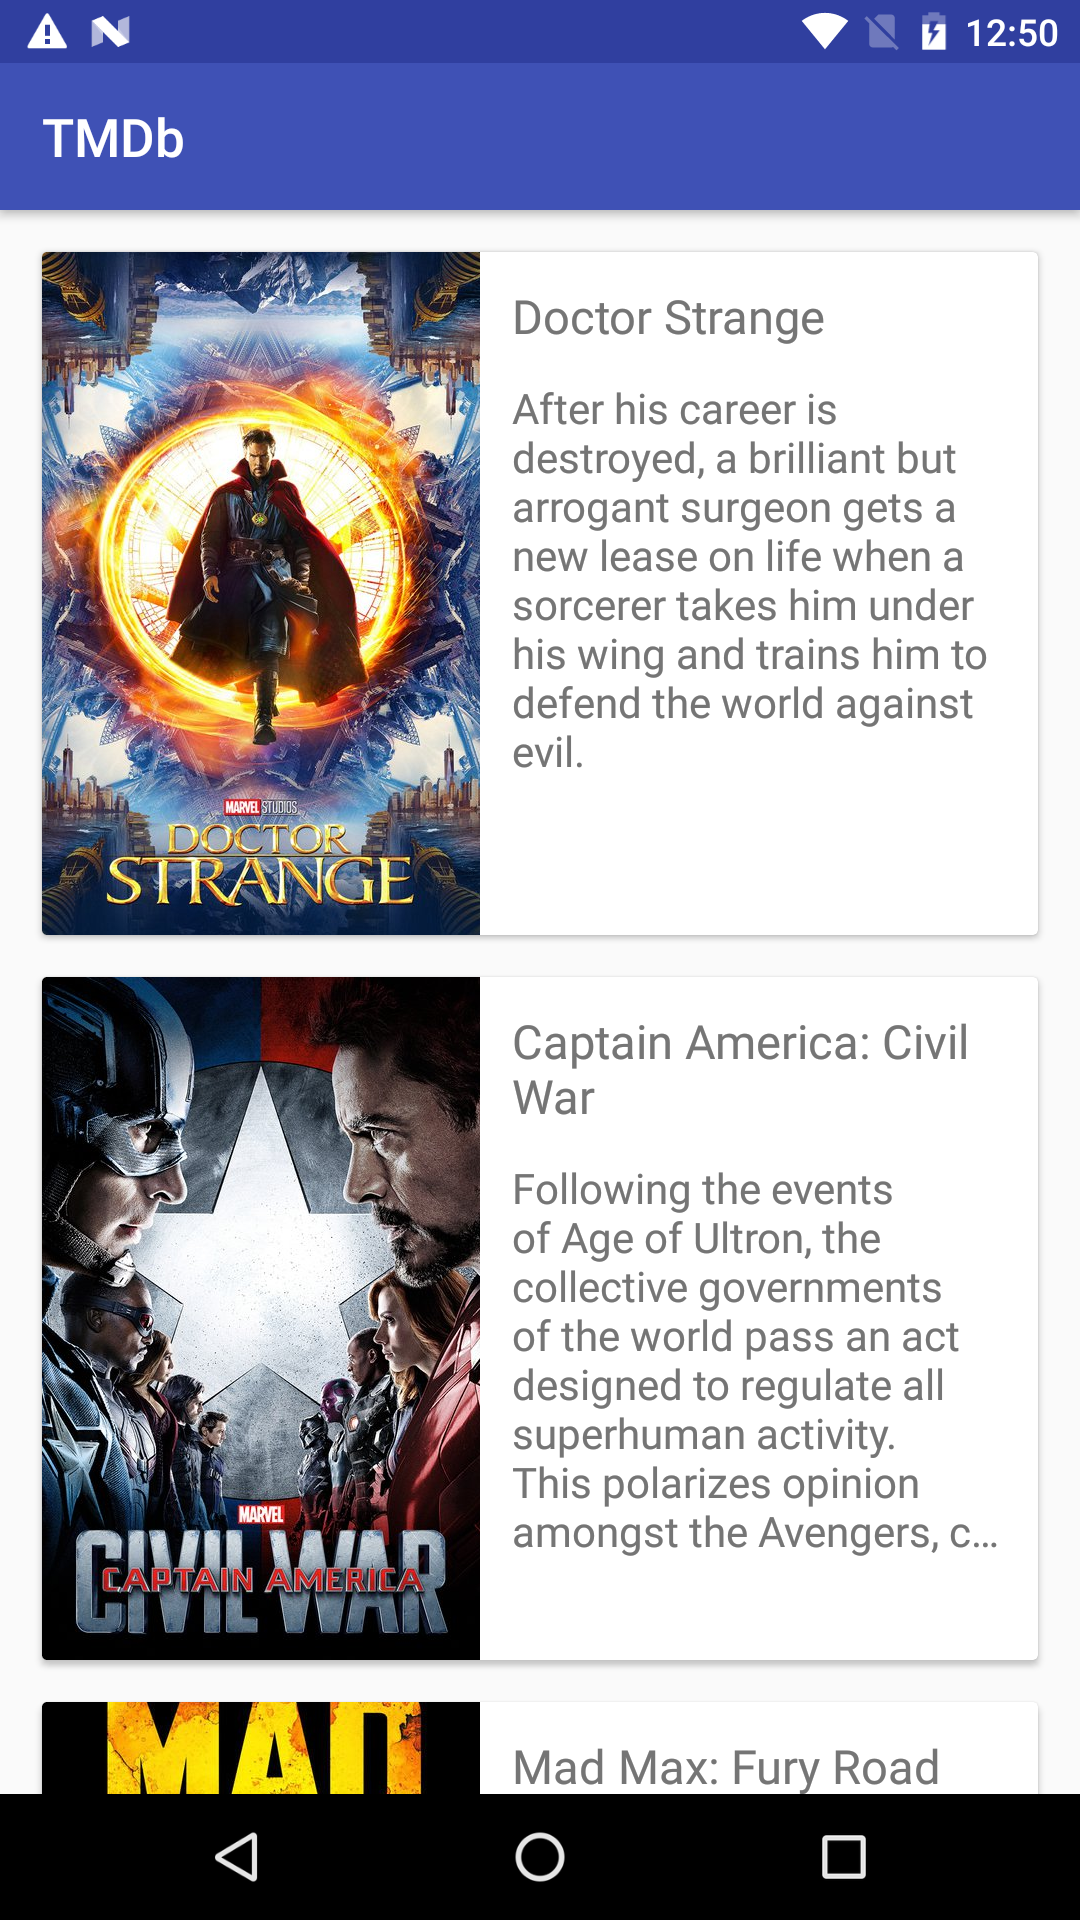 12:50
TMDb
Doctor Strange
After his career is
destroyed, a brilliant but
arrogant surgeon gets a
new lease on life when a
sorcerer takes him under
his wing and trains him to
defend the world against
evil.
MARVEL STUDIOS
DOCTOR
STRANGE
Captain America: Civil
War
Following the events
of Age of Ultron, the
collective governments
of the world pass an act
designed to regulate all
superhuman activity.
This polarizes opinion
amongst the Avengers, c...
MARVEL
CIVIL WAR
CAPTAIN AMERICA
MAD
Mad Max: Fury Road